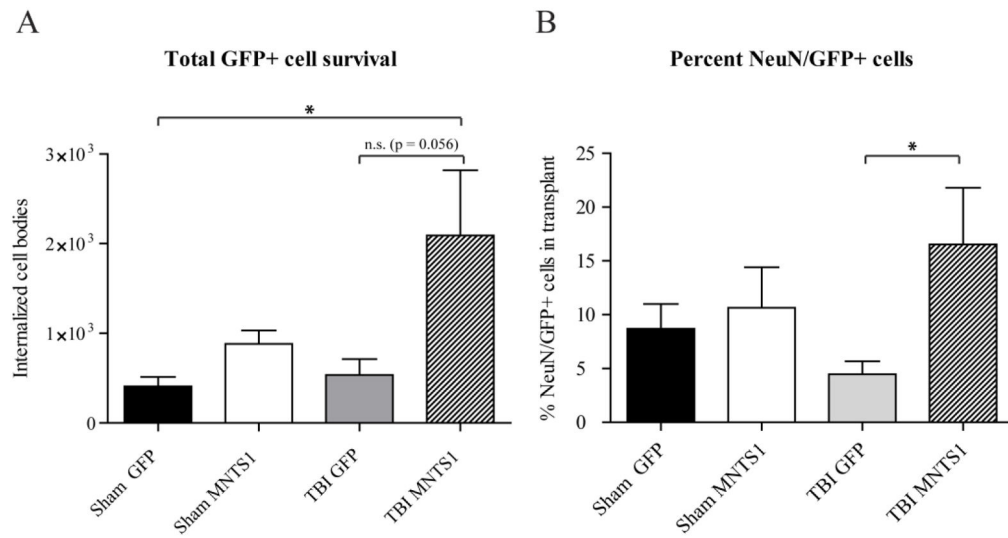 A
Total GFP+ cell survival
*
n.s. (p = 0.056)
3×10³
2×10³
1×10³
0
Internalized cell bodies
Sham GFP
Sham MNTS1
TBI GFP
TBI MNTS1
B
Percent NeuN/GFP+ cells
*
25
20
15
10
5
0
% NeuN/GFP+ cells in transplant
Sham GFP
Sham MNTS1
TBI GFP
TBI MNTS1